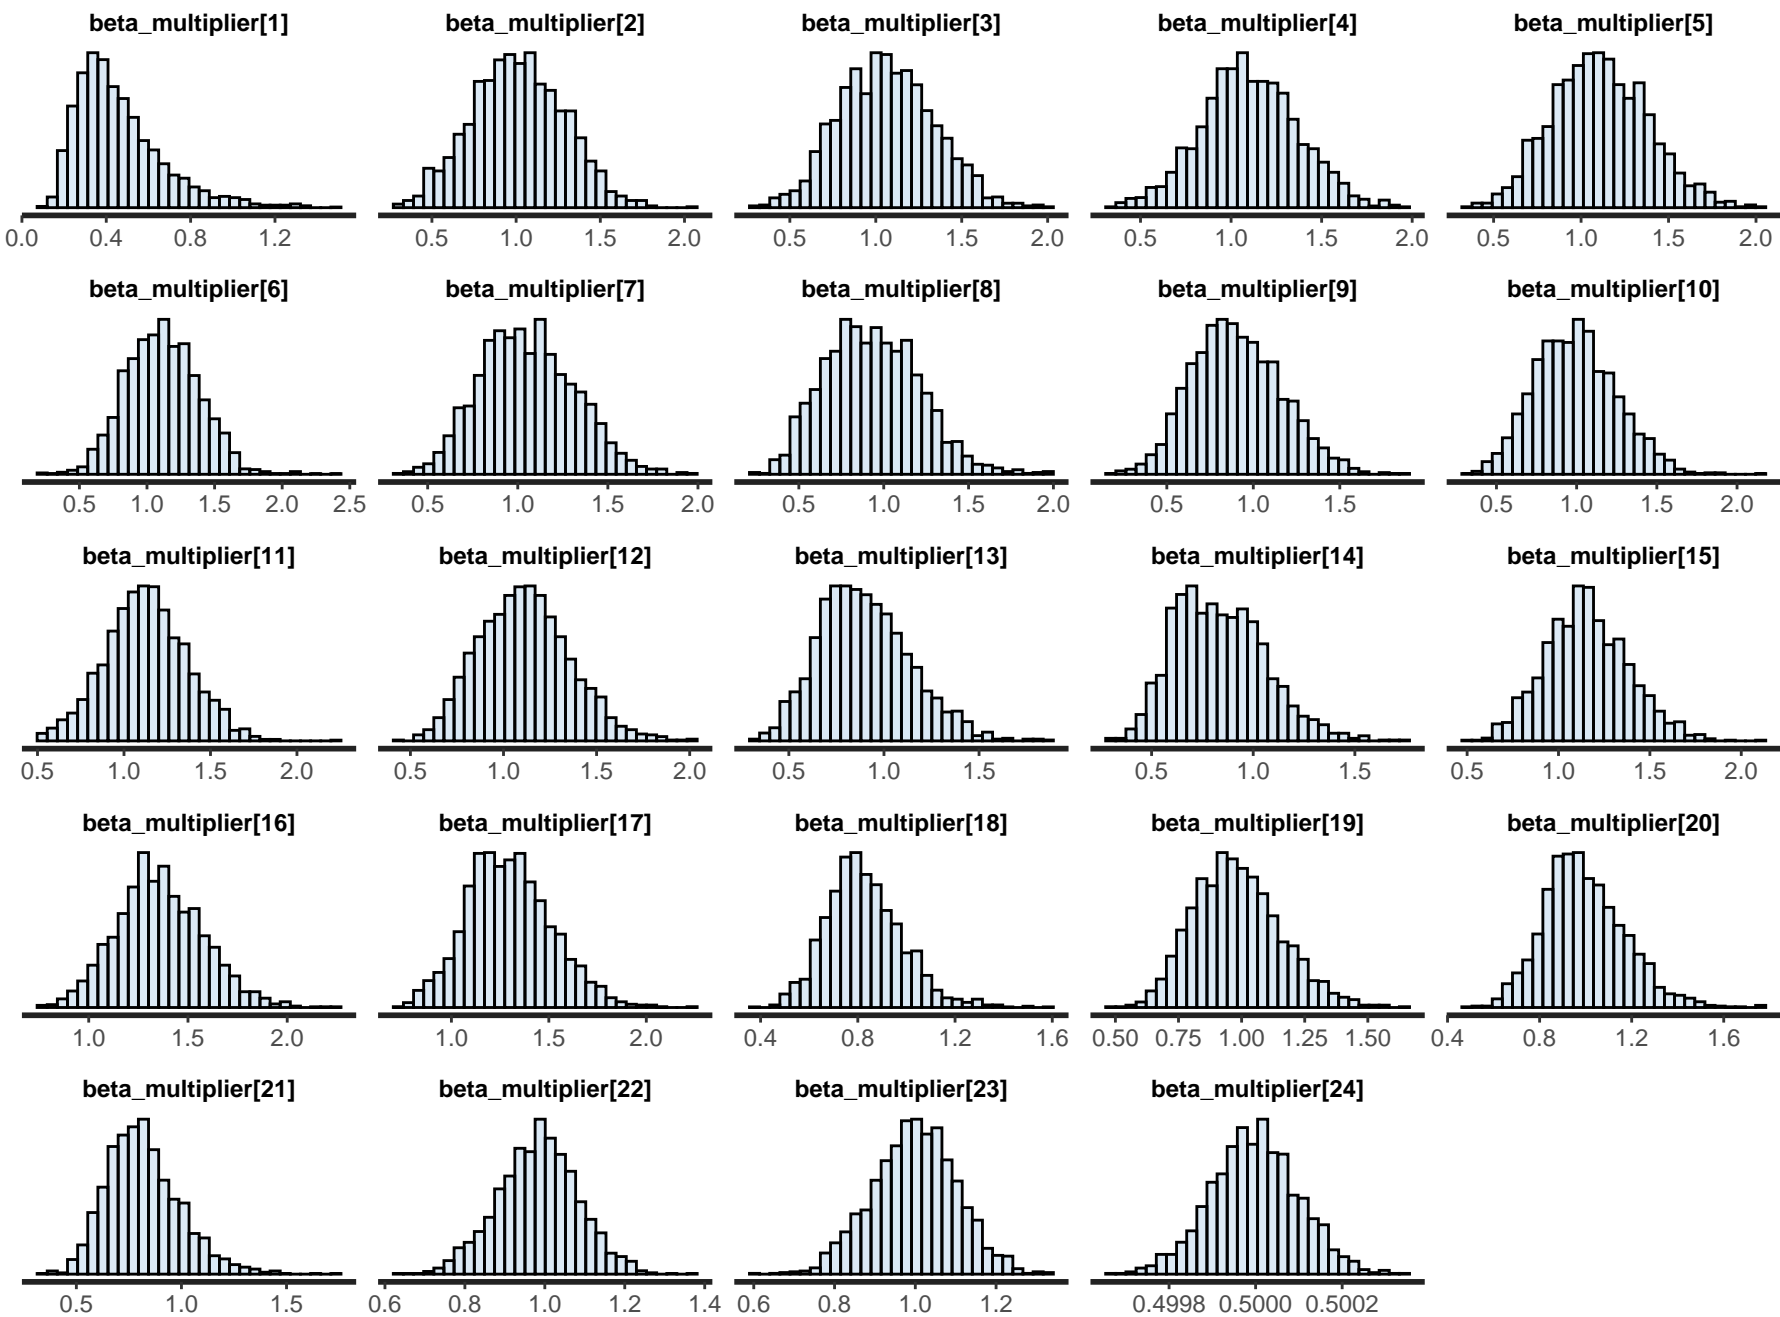 beta_multiplier[1] beta_multiplier[2] beta_multiplier[3] beta_multiplier[4] beta_multiplier[5]
0.0 0.4 0.8 1.2 0.5 1.0 1.5 2.0 0.5 1.0 1.5 2.0 0.5 1.0 1.5 2.0 0.5 1.0 1.5 2.0
beta_multiplier[6] beta_multiplier[7] beta_multiplier[8] beta_multiplier[9] beta_multiplier[10]
0.5 1.0 1.5 2.0 2.5 0.5 1.0 1.5 2.0 0.5 1.0 1.5 2.0 0.5 1.0 1.5 0.5 1.0 1.5 2.0
beta_multiplier[11] beta_multiplier[12] beta_multiplier[13] beta_multiplier[14] beta_multiplier[15]
0.5 1.0 1.5 2.0 0.5 1.0 1.5 2.0 0.5 1.0 1.5 0.5 1.0 1.5 0.5 1.0 1.5 2.0
beta_multiplier[16] beta_multiplier[17] beta_multiplier[18] beta_multiplier[19] beta_multiplier[20]
1.0 1.5 2.0 1.0 1.5 2.0 0.4 0.8 1.2 1.6 0.50 0.75 1.00 1.25 1.50 0.4 0.8 1.2 1.6
beta_multiplier[21] beta_multiplier[22] beta_multiplier[23] beta_multiplier[24]
0.5 1.0 1.5 0.6 0.8 1.0 1.2 1.4 0.6 0.8 1.0 1.2 0.4998 0.5000 0.5002